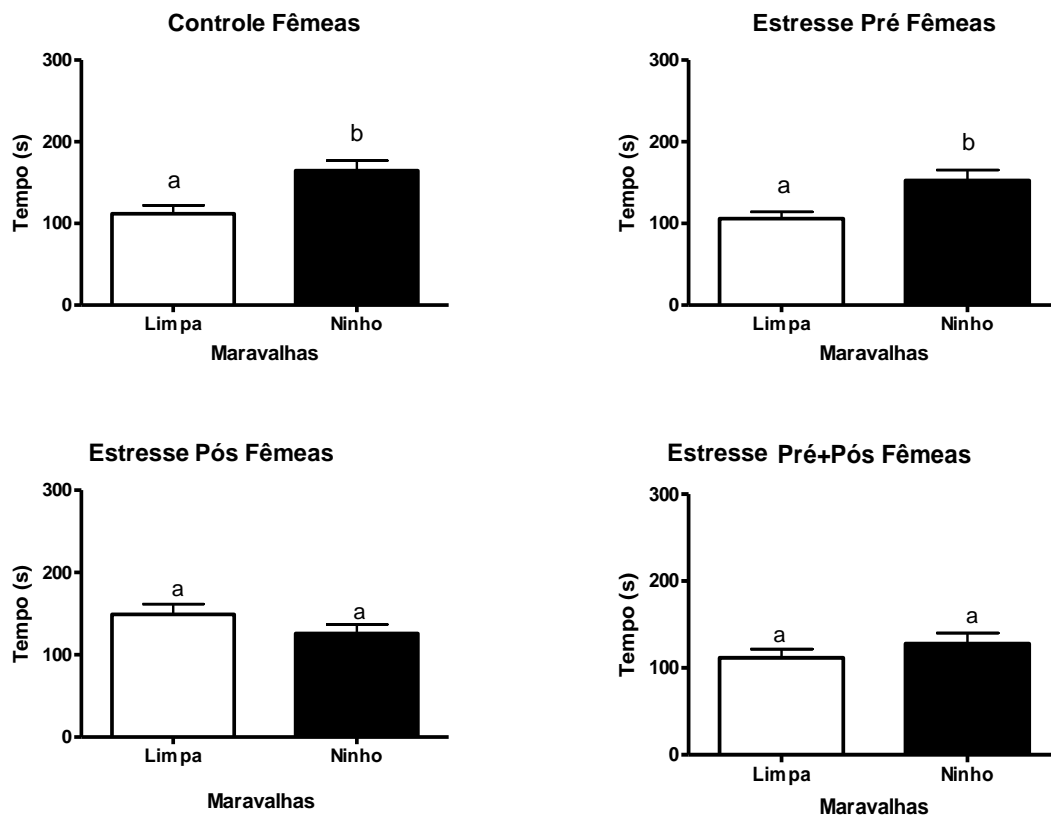 Controle Fêmeas
300
200
100
0
Tempo (s)
a
b
Limpa
Ninho
Maravalhas
Estresse Pré Fêmeas
300
200
100
0
Tempo (s)
a
b
Limpa
Ninho
Maravalhas
Estresse Pós Fêmeas
300
200
100
0
Tempo (s)
a
a
Limpa
Ninho
Maravalhas
Estresse Pré+Pós Fêmeas
300
200
100
0
Tempo (s)
a
a
Limpa
Ninho
Maravalhas